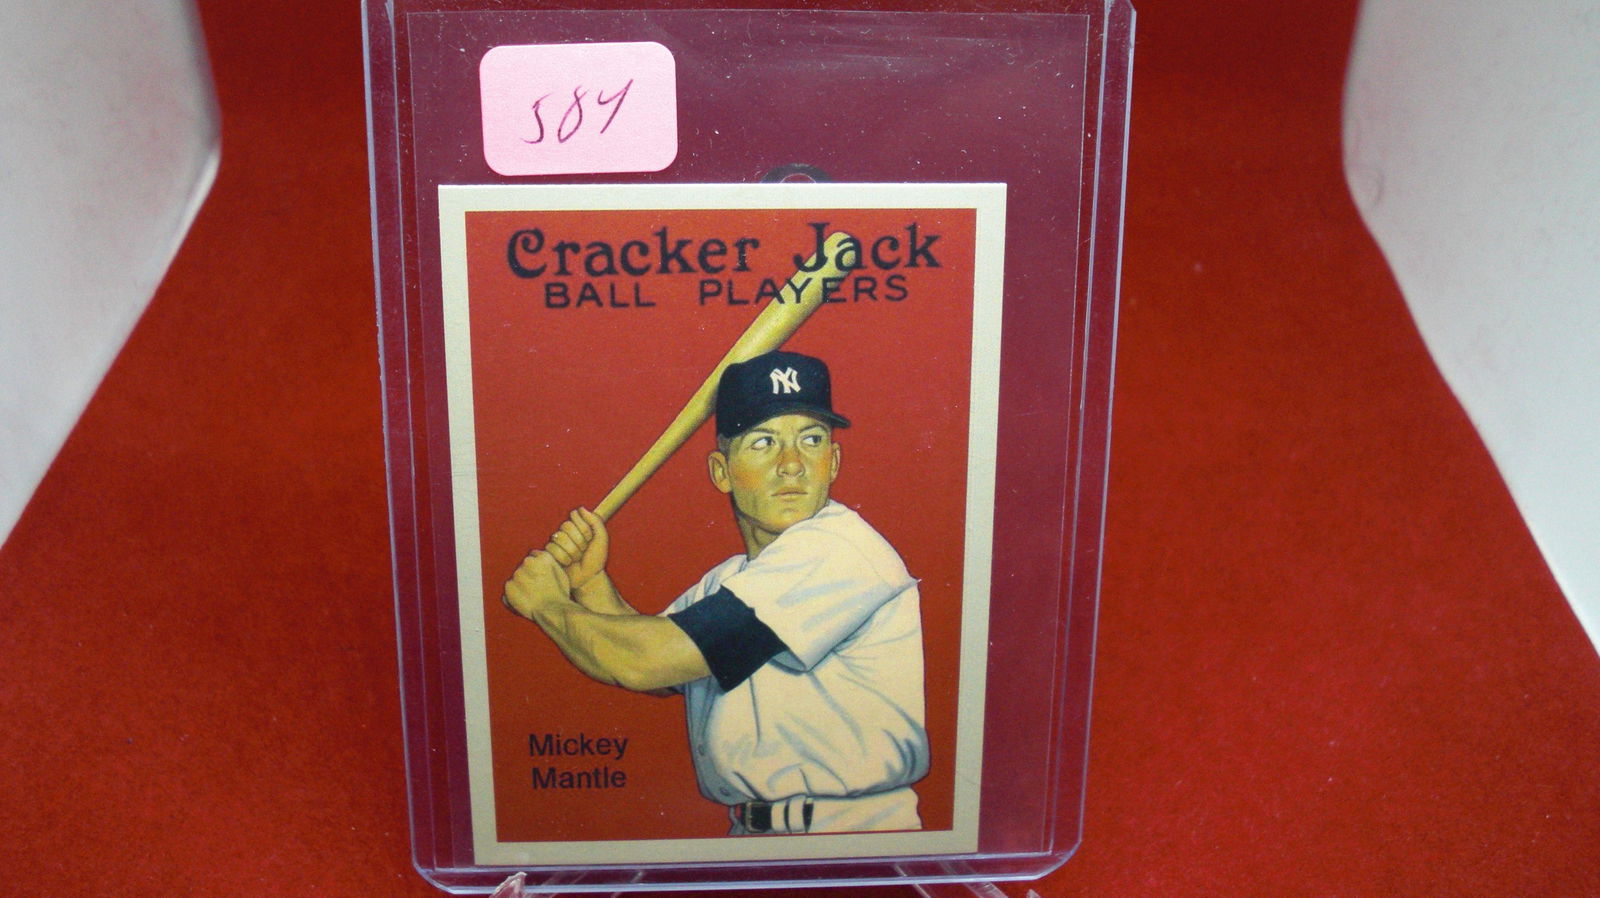 584
Cracker Jack
BALL PLAYERS
NY
Mickey
Mantle